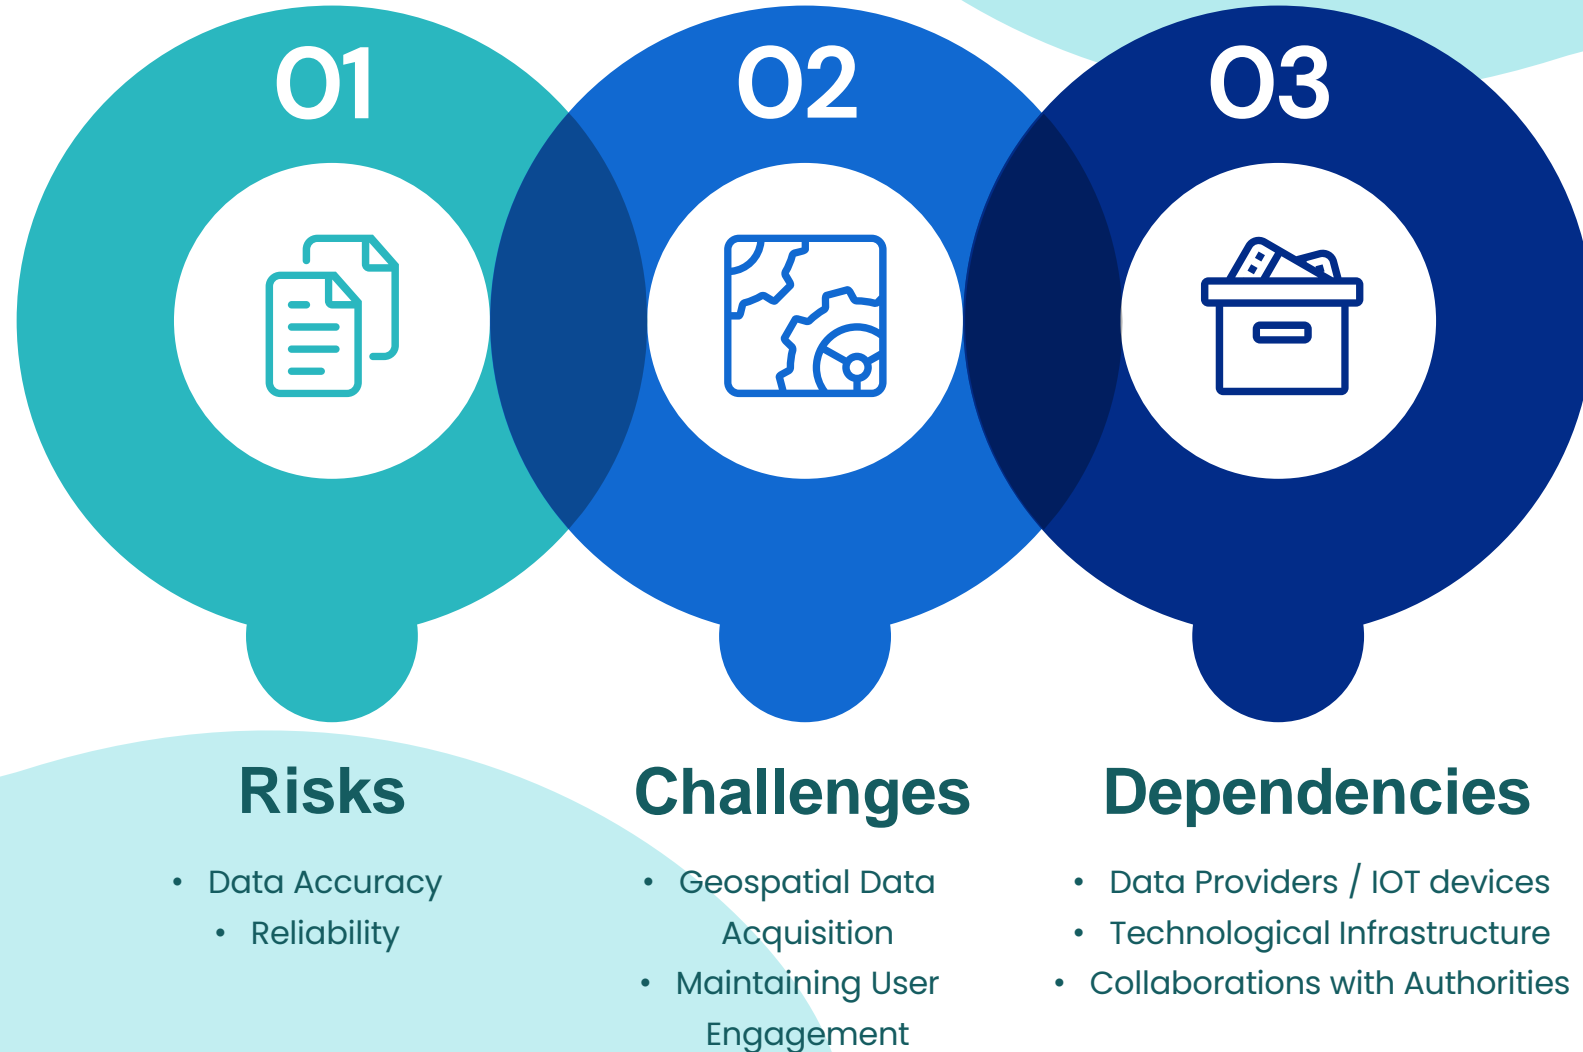 01
02
03
Risks
• Data Accuracy
• Reliability
Challenges
• Geospatial Data
Acquisition
• Maintaining User
Engagement
Dependencies
• Data Providers / IOT devices
• Technological Infrastructure
• Collaborations with Authorities